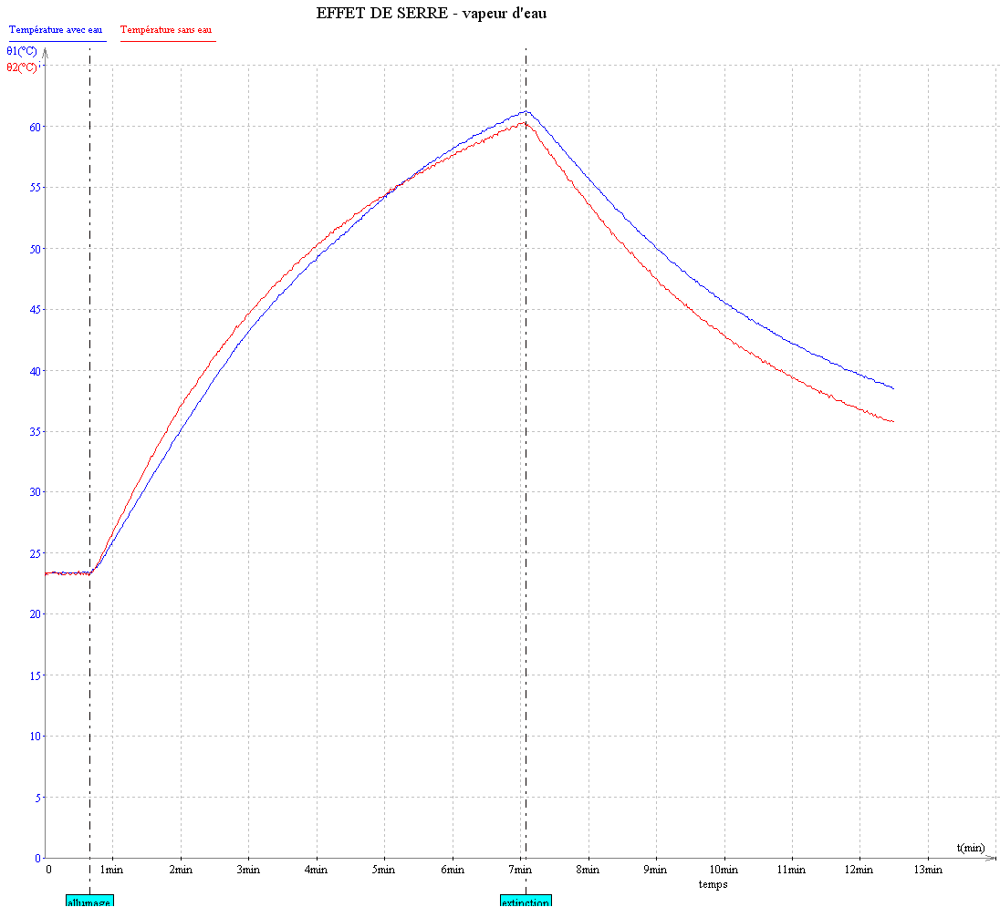 EFFET DE SERRE - vapeur d'eau
Température avec eau
Température sans eau
θ1(°C)
θ2(°C)
60
55
50
45
40
35
30
25
20
15
10
5
0
t(min)
0 1min 2min 3min 4min 5min 6min 7min 8min 9min 10min 11min 12min 13min
temps
allumage
extinction